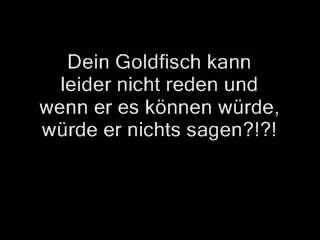 Dein Goldfisch kann
leider nicht reden und
wenn er es können würde,
würde er nichts sagen?!?!